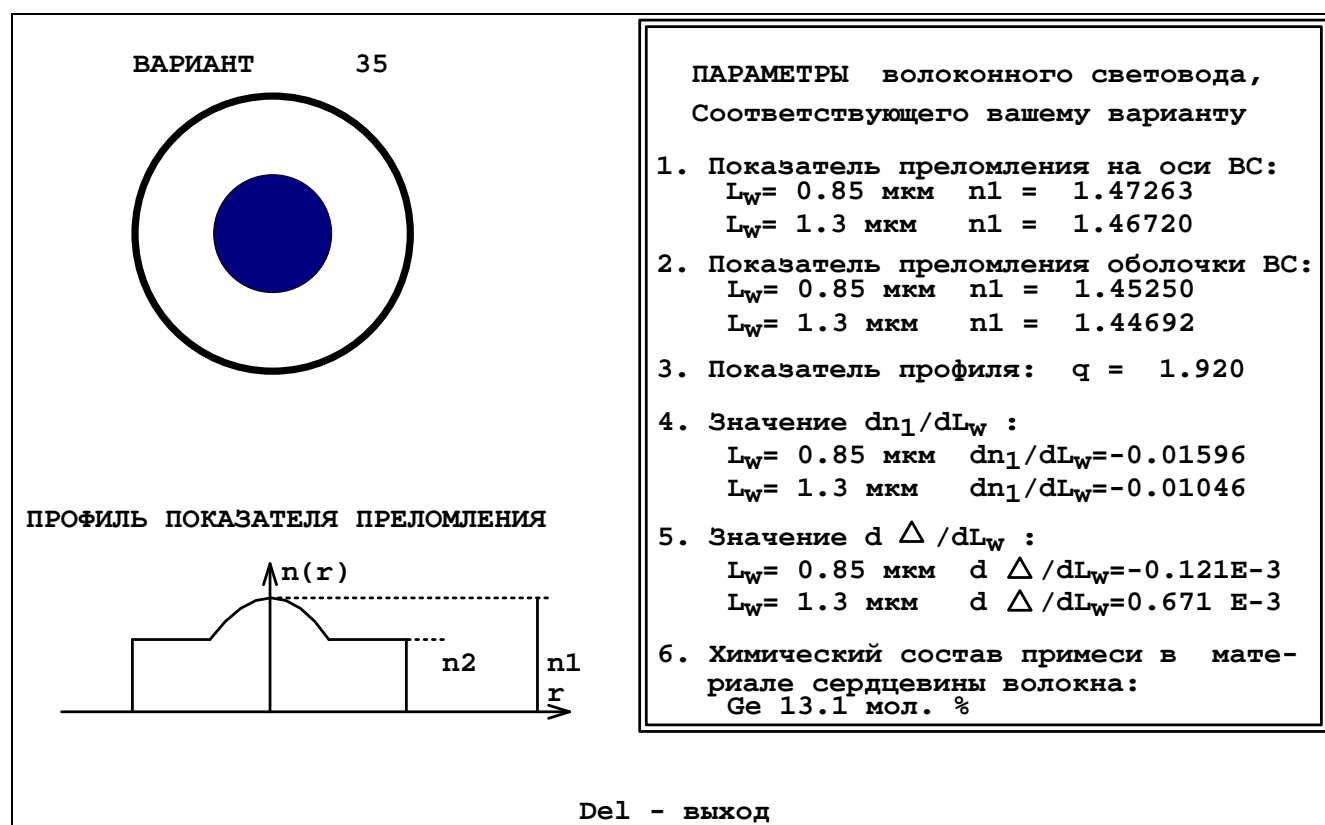 ВАРИАНТ 35
ПАРАМЕТРЫ волоконного световода,
Соответствующего вашему варианту
1. Показатель преломления на оси ВС:
Lw= 0.85 мкм n1 = 1.47263
Lw= 1.3 мкм n1 = 1.46720
2. Показатель преломления оболочки ВС:
Lw= 0.85 мкм n1 = 1.45250
Lw= 1.3 мкм n1 = 1.44692
3. Показатель профиля: q = 1.920
4. Значение dn1/dLw :
Lw= 0.85 мкм dn1/dLw=-0.01596
Lw= 1.3 мкм dn1/dLw=-0.01046
5. Значение d △ /dLw :
Lw= 0.85 мкм d △ /dLw=-0.121E-3
Lw= 1.3 мкм d △ /dLw=0.671 E-3
6. Химический состав примеси в мате-
риале сердцевины волокна:
Ge 13.1 мол. %
ПРОФИЛЬ ПОКАЗАТЕЛЯ ПРЕЛОМЛЕНИЯ
n(r)
n2
n1
r
Del - выход